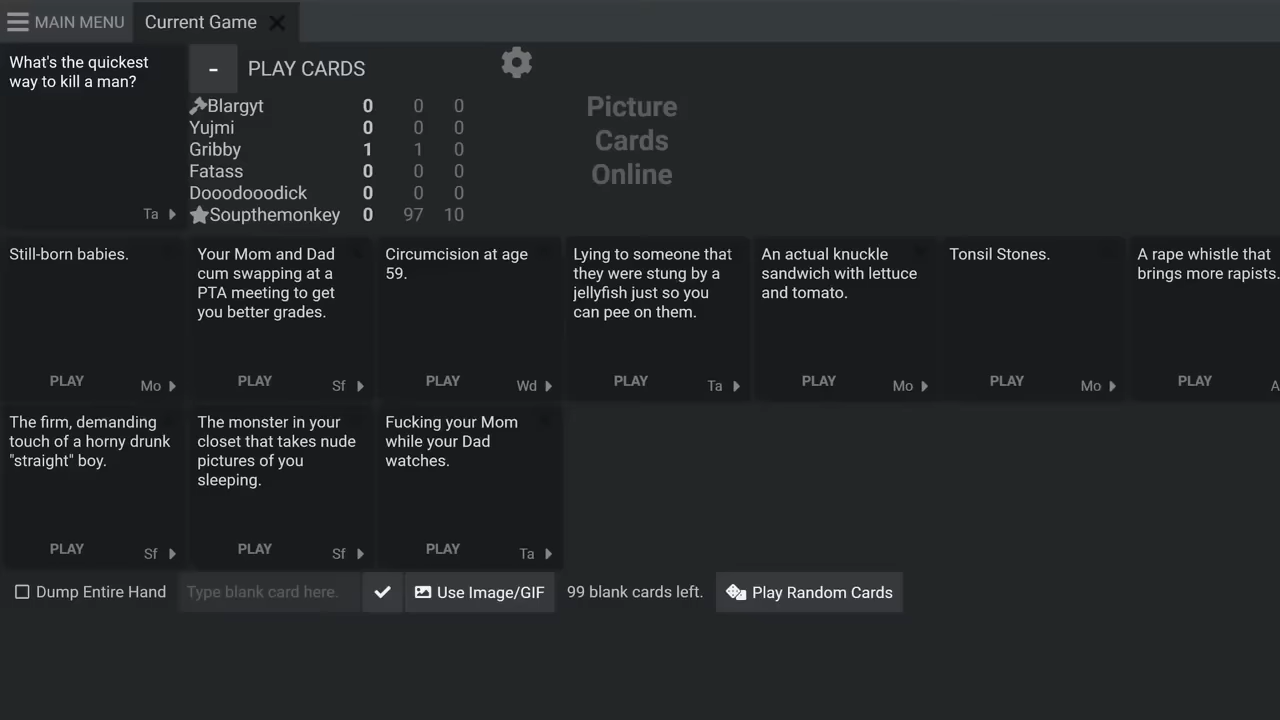 MAIN MENU
Current Game
What's the quickest
way to kill a man?
Ta
-
PLAY CARDS
Blargyt 0 0 0
Yujmi 0 0 0
Gribby 1 1 0
Fatass 0 0 0
Dooodooodick 0 0 0
Soupthemonkey 0 97 10
Picture
Cards
Online
Still-born babies.
PLAY
Mo
Your Mom and Dad
cum swapping at a
PTA meeting to get
you better grades.
PLAY
Sf
Circumcision at age
59.
PLAY
Wd
Lying to someone that
they were stung by a
jellyfish just so you
can pee on them.
PLAY
Ta
An actual knuckle
sandwich with lettuce
and tomato.
PLAY
Mo
Tonsil Stones.
PLAY
Mo
A rape whistle that
brings more rapists.
PLAY
The firm, demanding
touch of a horny drunk
"straight" boy.
PLAY
Sf
The monster in your
closet that takes nude
pictures of you
sleeping.
PLAY
Sf
Fucking your Mom
while your Dad
watches.
PLAY
Ta
Dump Entire Hand
Type blank card here.
Use Image/GIF
99 blank cards left.
Play Random Cards